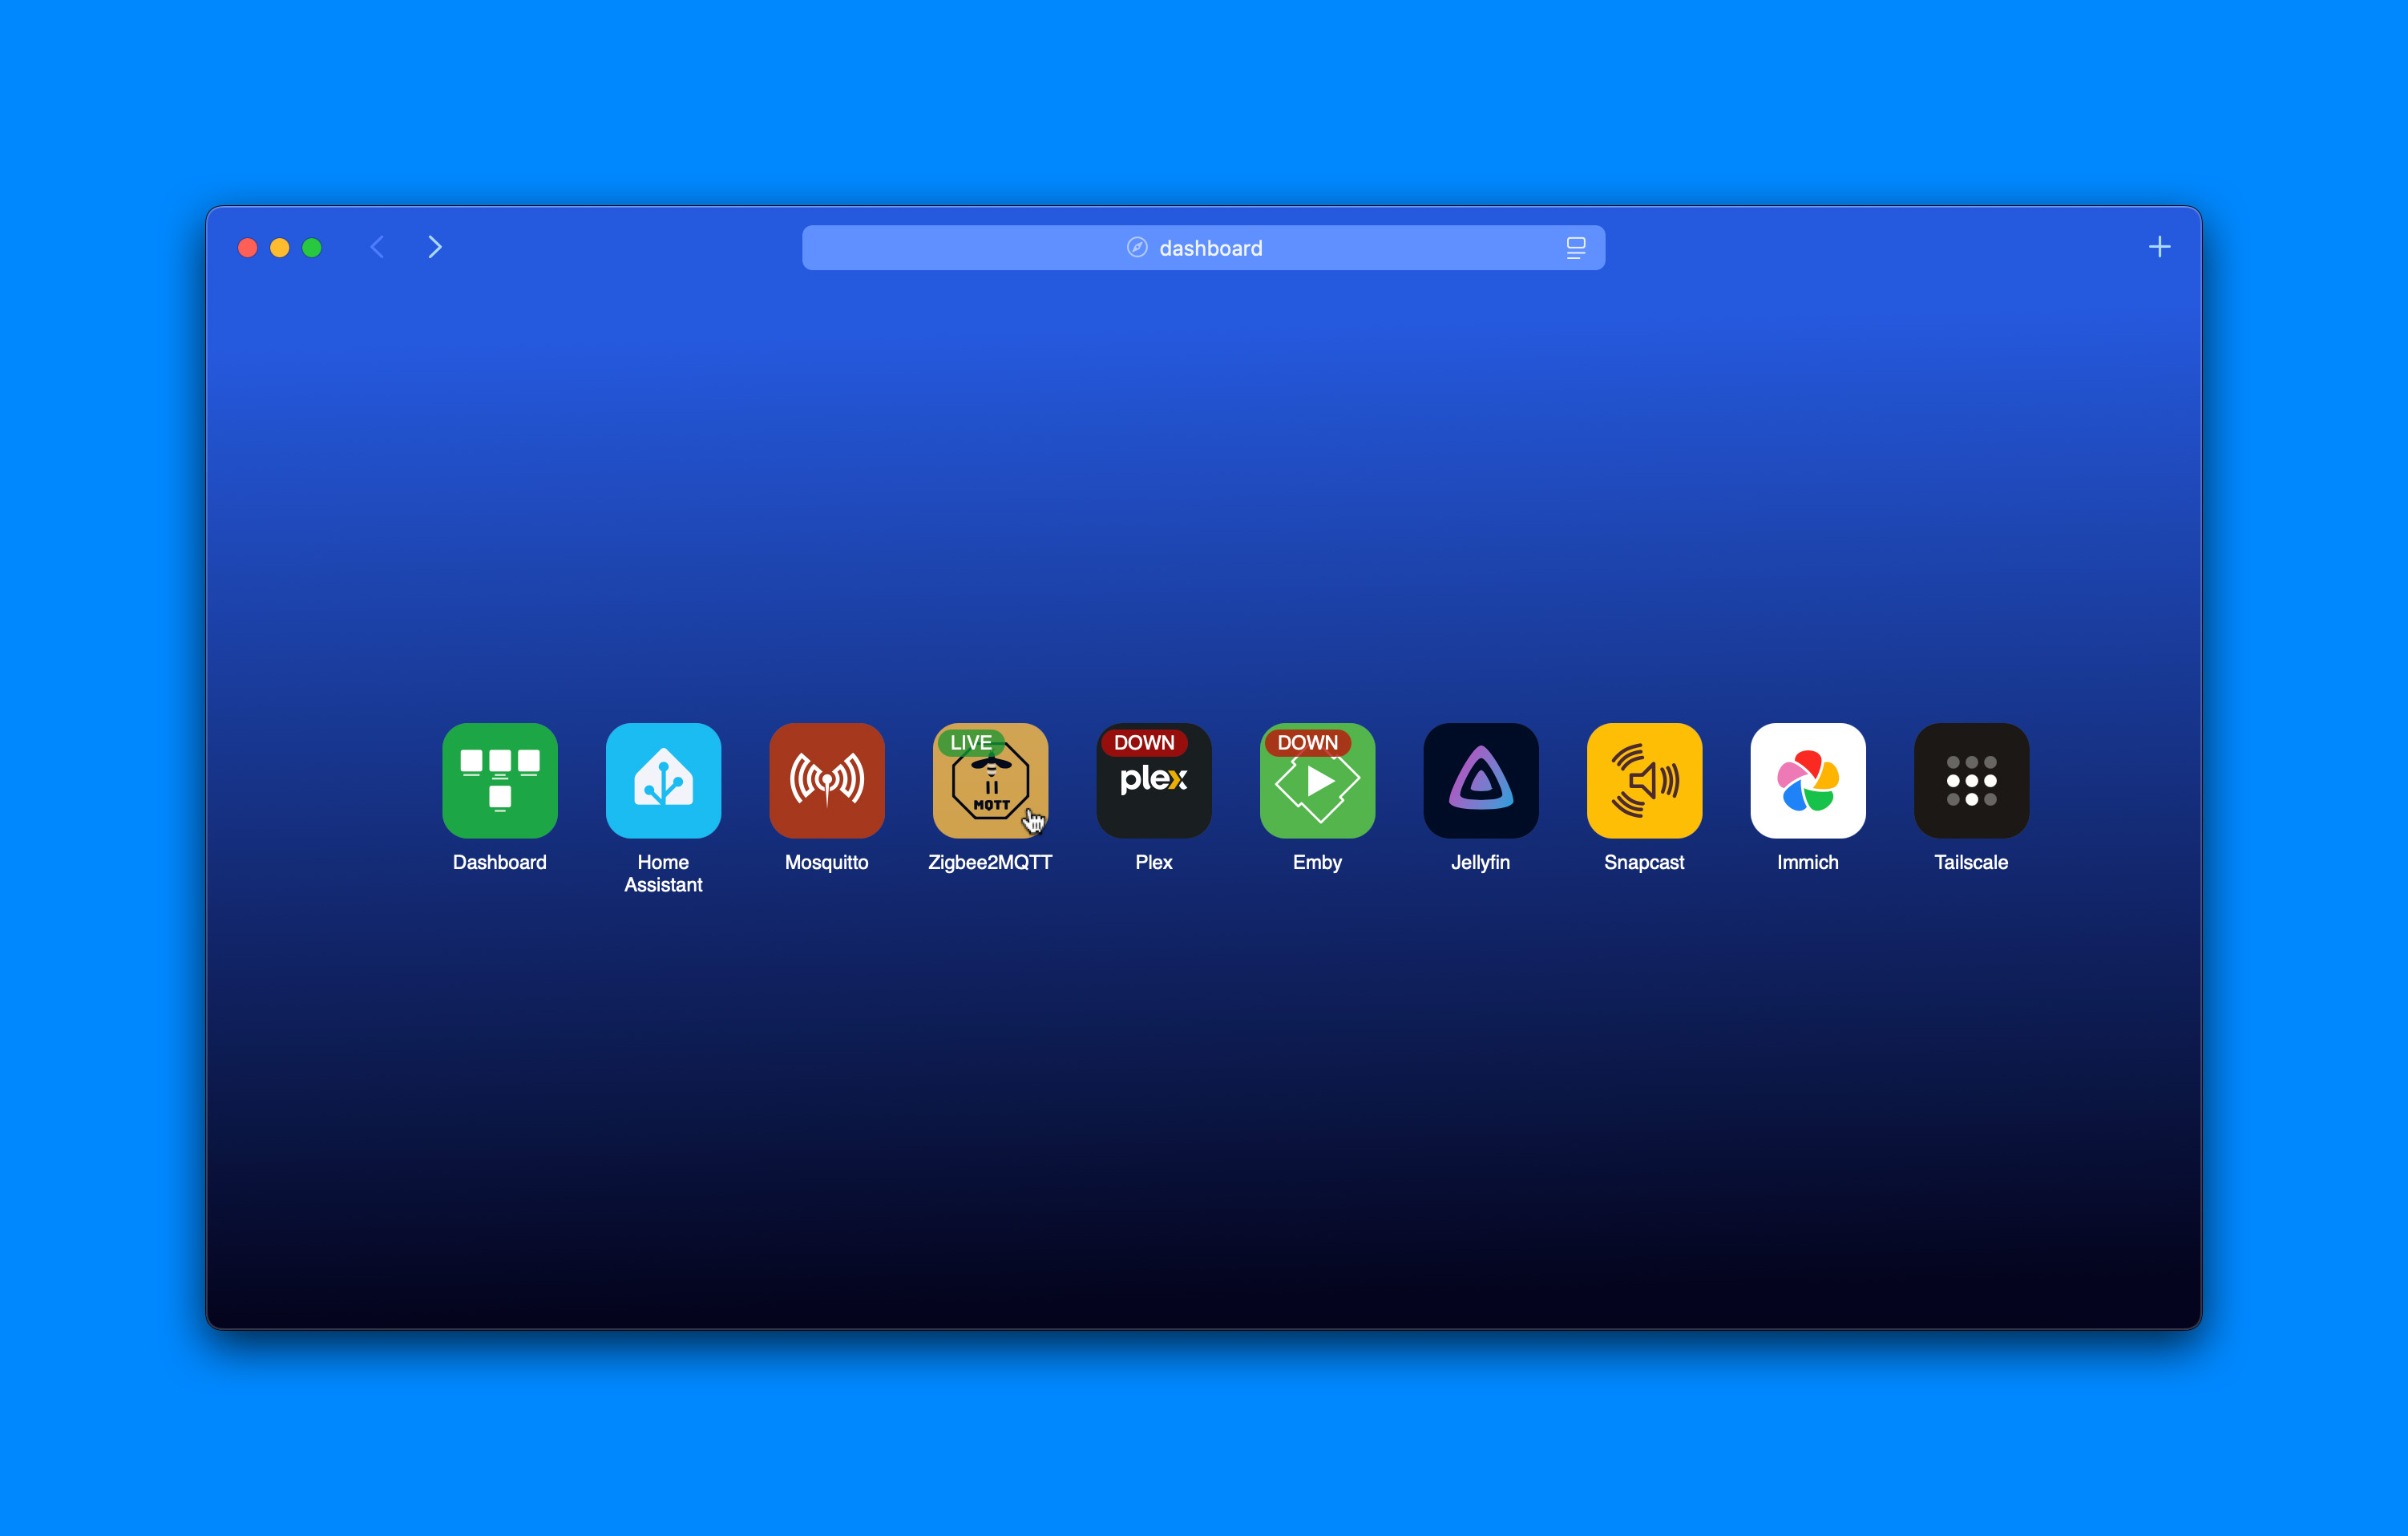 dashboard
LIVE
DOWN
DOWN
MQTT
plex
Dashboard
Home
Assistant
Mosquitto
Zigbee2MQTT
Plex
Emby
Jellyfin
Snapcast
Immich
Tailscale